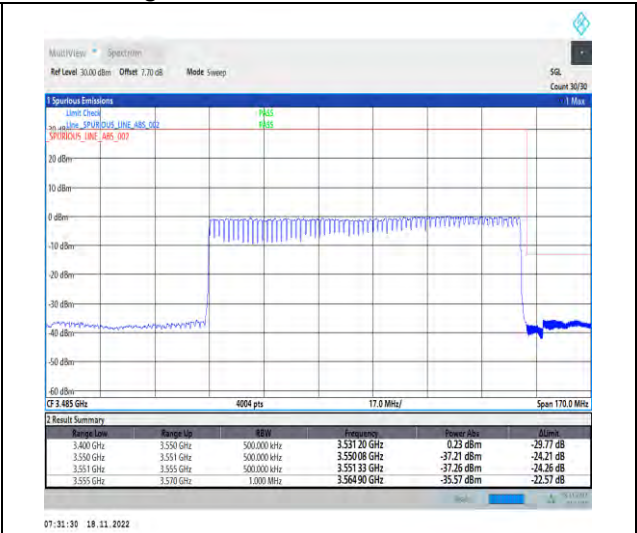 MultiView Spectrum
Ref Level 30.00 dBm Offset 7.70 dB Mode Sweep SGL
Count 30/30
1 Spurious Emissions 1 Max
Limit Check PASS
Line _SPURIOUS_LINE_ABS_002 PASS
_SPURIOUS_LINE_ABS_002
20 dBm
10 dBm
0 dBm
-10 dBm
-20 dBm
-30 dBm
-40 dBm
-50 dBm
-60 dBm
CF 3.485 GHz 4004 pts 17.0 MHz/ Span 170.0 MHz
2 Result Summary
Range Low Range Up RBW Frequency Power Abs ΔLimit
3.400 GHz 3.550 GHz 500.000 kHz 3.531 20 GHz 0.23 dBm -29.77 dB
3.550 GHz 3.551 GHz 500.000 kHz 3.550 08 GHz -37.21 dBm -24.21 dB
3.551 GHz 3.555 GHz 500.000 kHz 3.551 33 GHz -37.26 dBm -24.26 dB
3.555 GHz 3.570 GHz 1.000 MHz 3.564 90 GHz -35.57 dBm -22.57 dB
07:31:30 18.11.2022